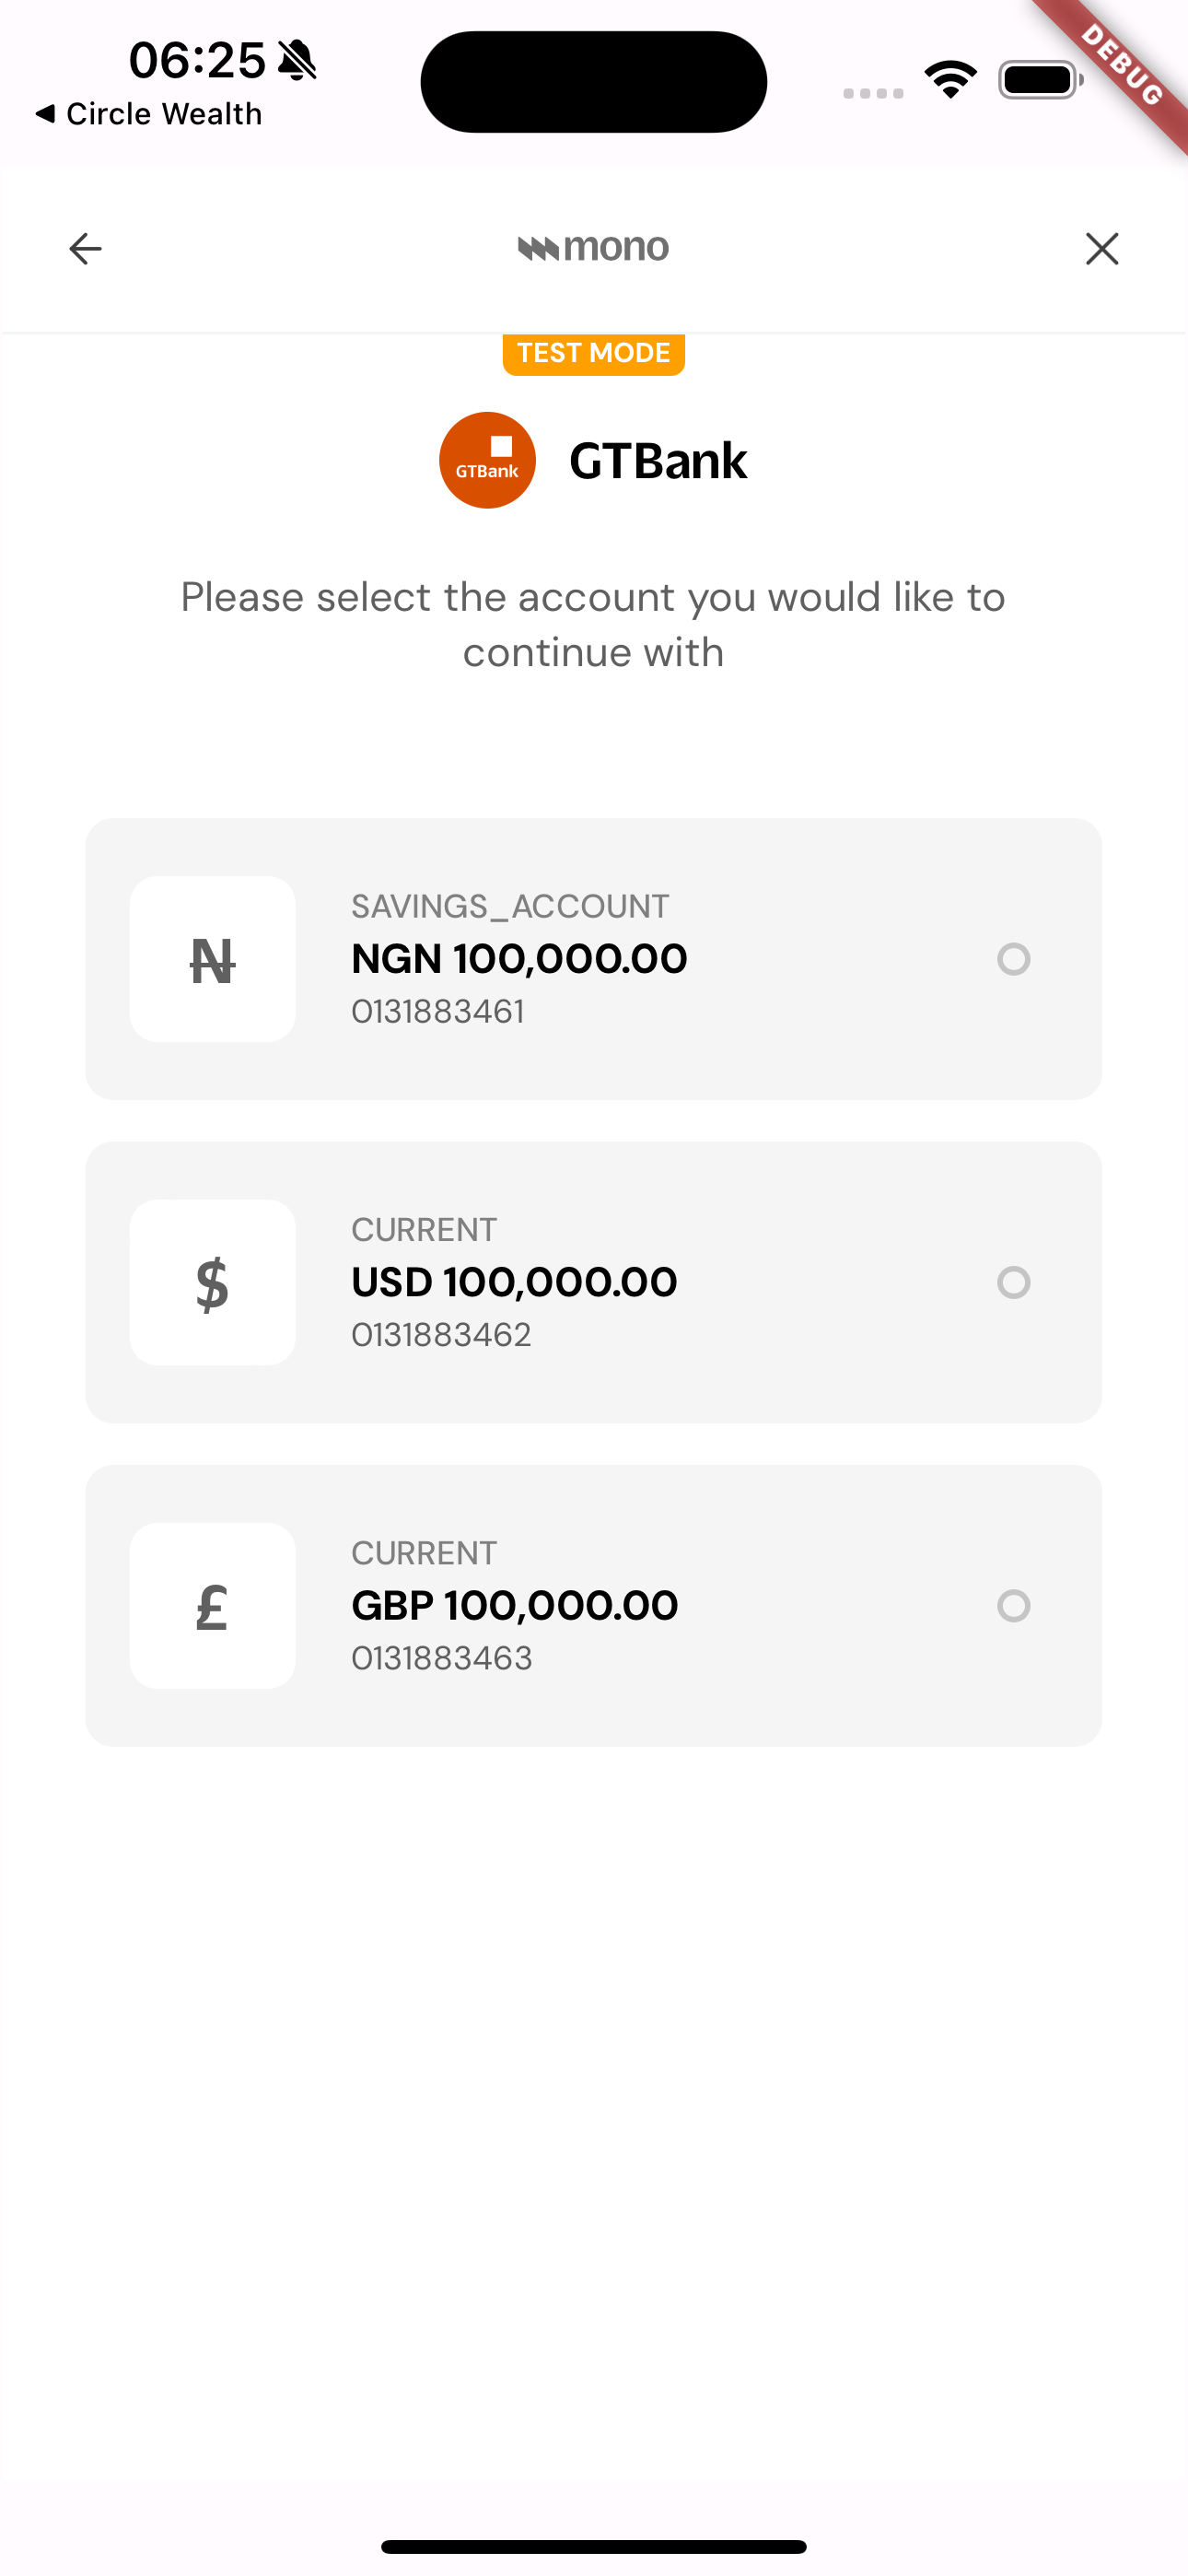 06:25
◀ Circle Wealth
DEBUG
mono
TEST MODE
GTBank GTBank
Please select the account you would like to
continue with
₦
SAVINGS_ACCOUNT
NGN 100,000.00
0131883461
$
CURRENT
USD 100,000.00
0131883462
£
CURRENT
GBP 100,000.00
0131883463